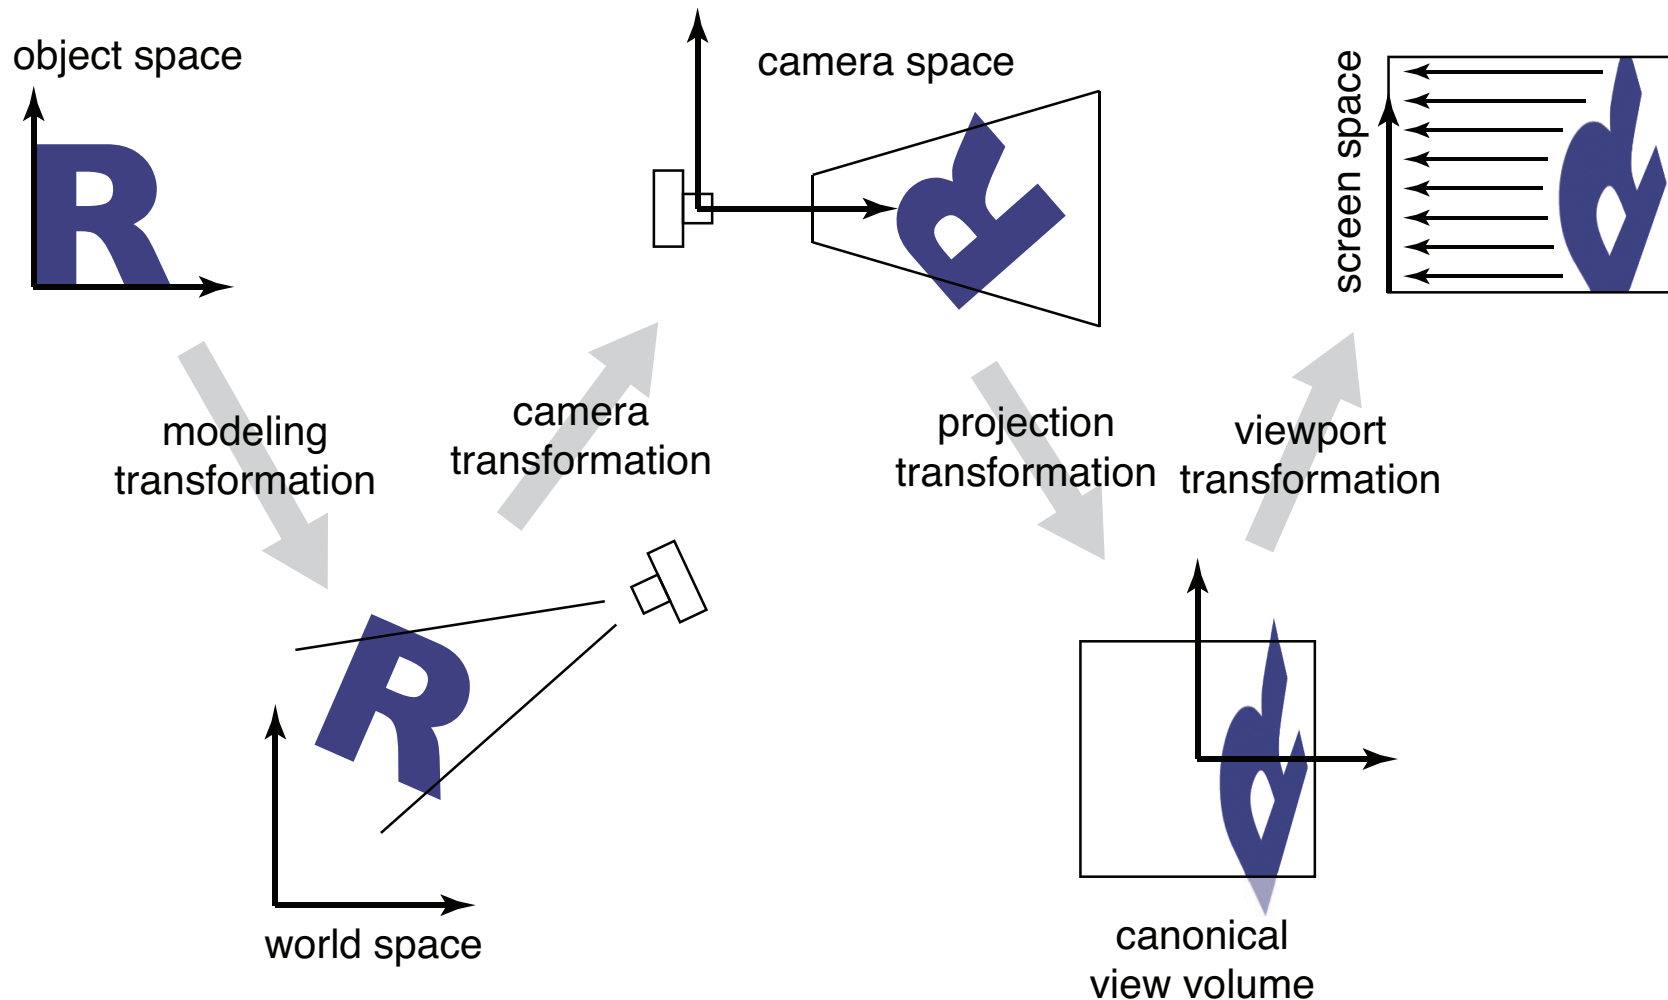 object space
camera space
screen space
modeling
transformation
camera
transformation
projection
transformation
viewport
transformation
world space
canonical
view volume
R
R
R
R
R